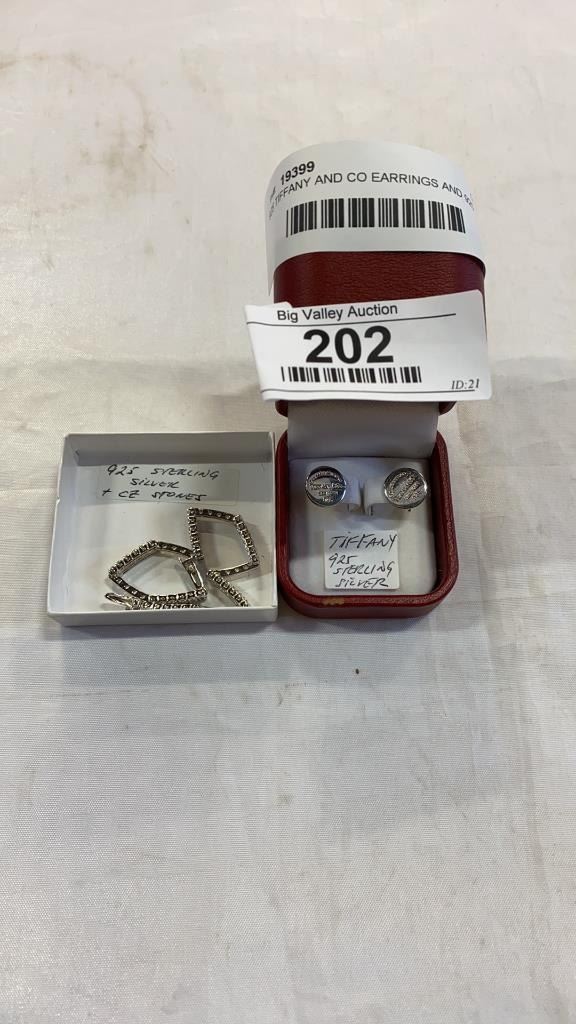 19399
TIFFANY AND CO EARRINGS AND 925
Big Valley Auction
202
ID:21
925 STERLING
SILVER
+ CZ STONES
TIFFANY
925
STERLING
SILVER